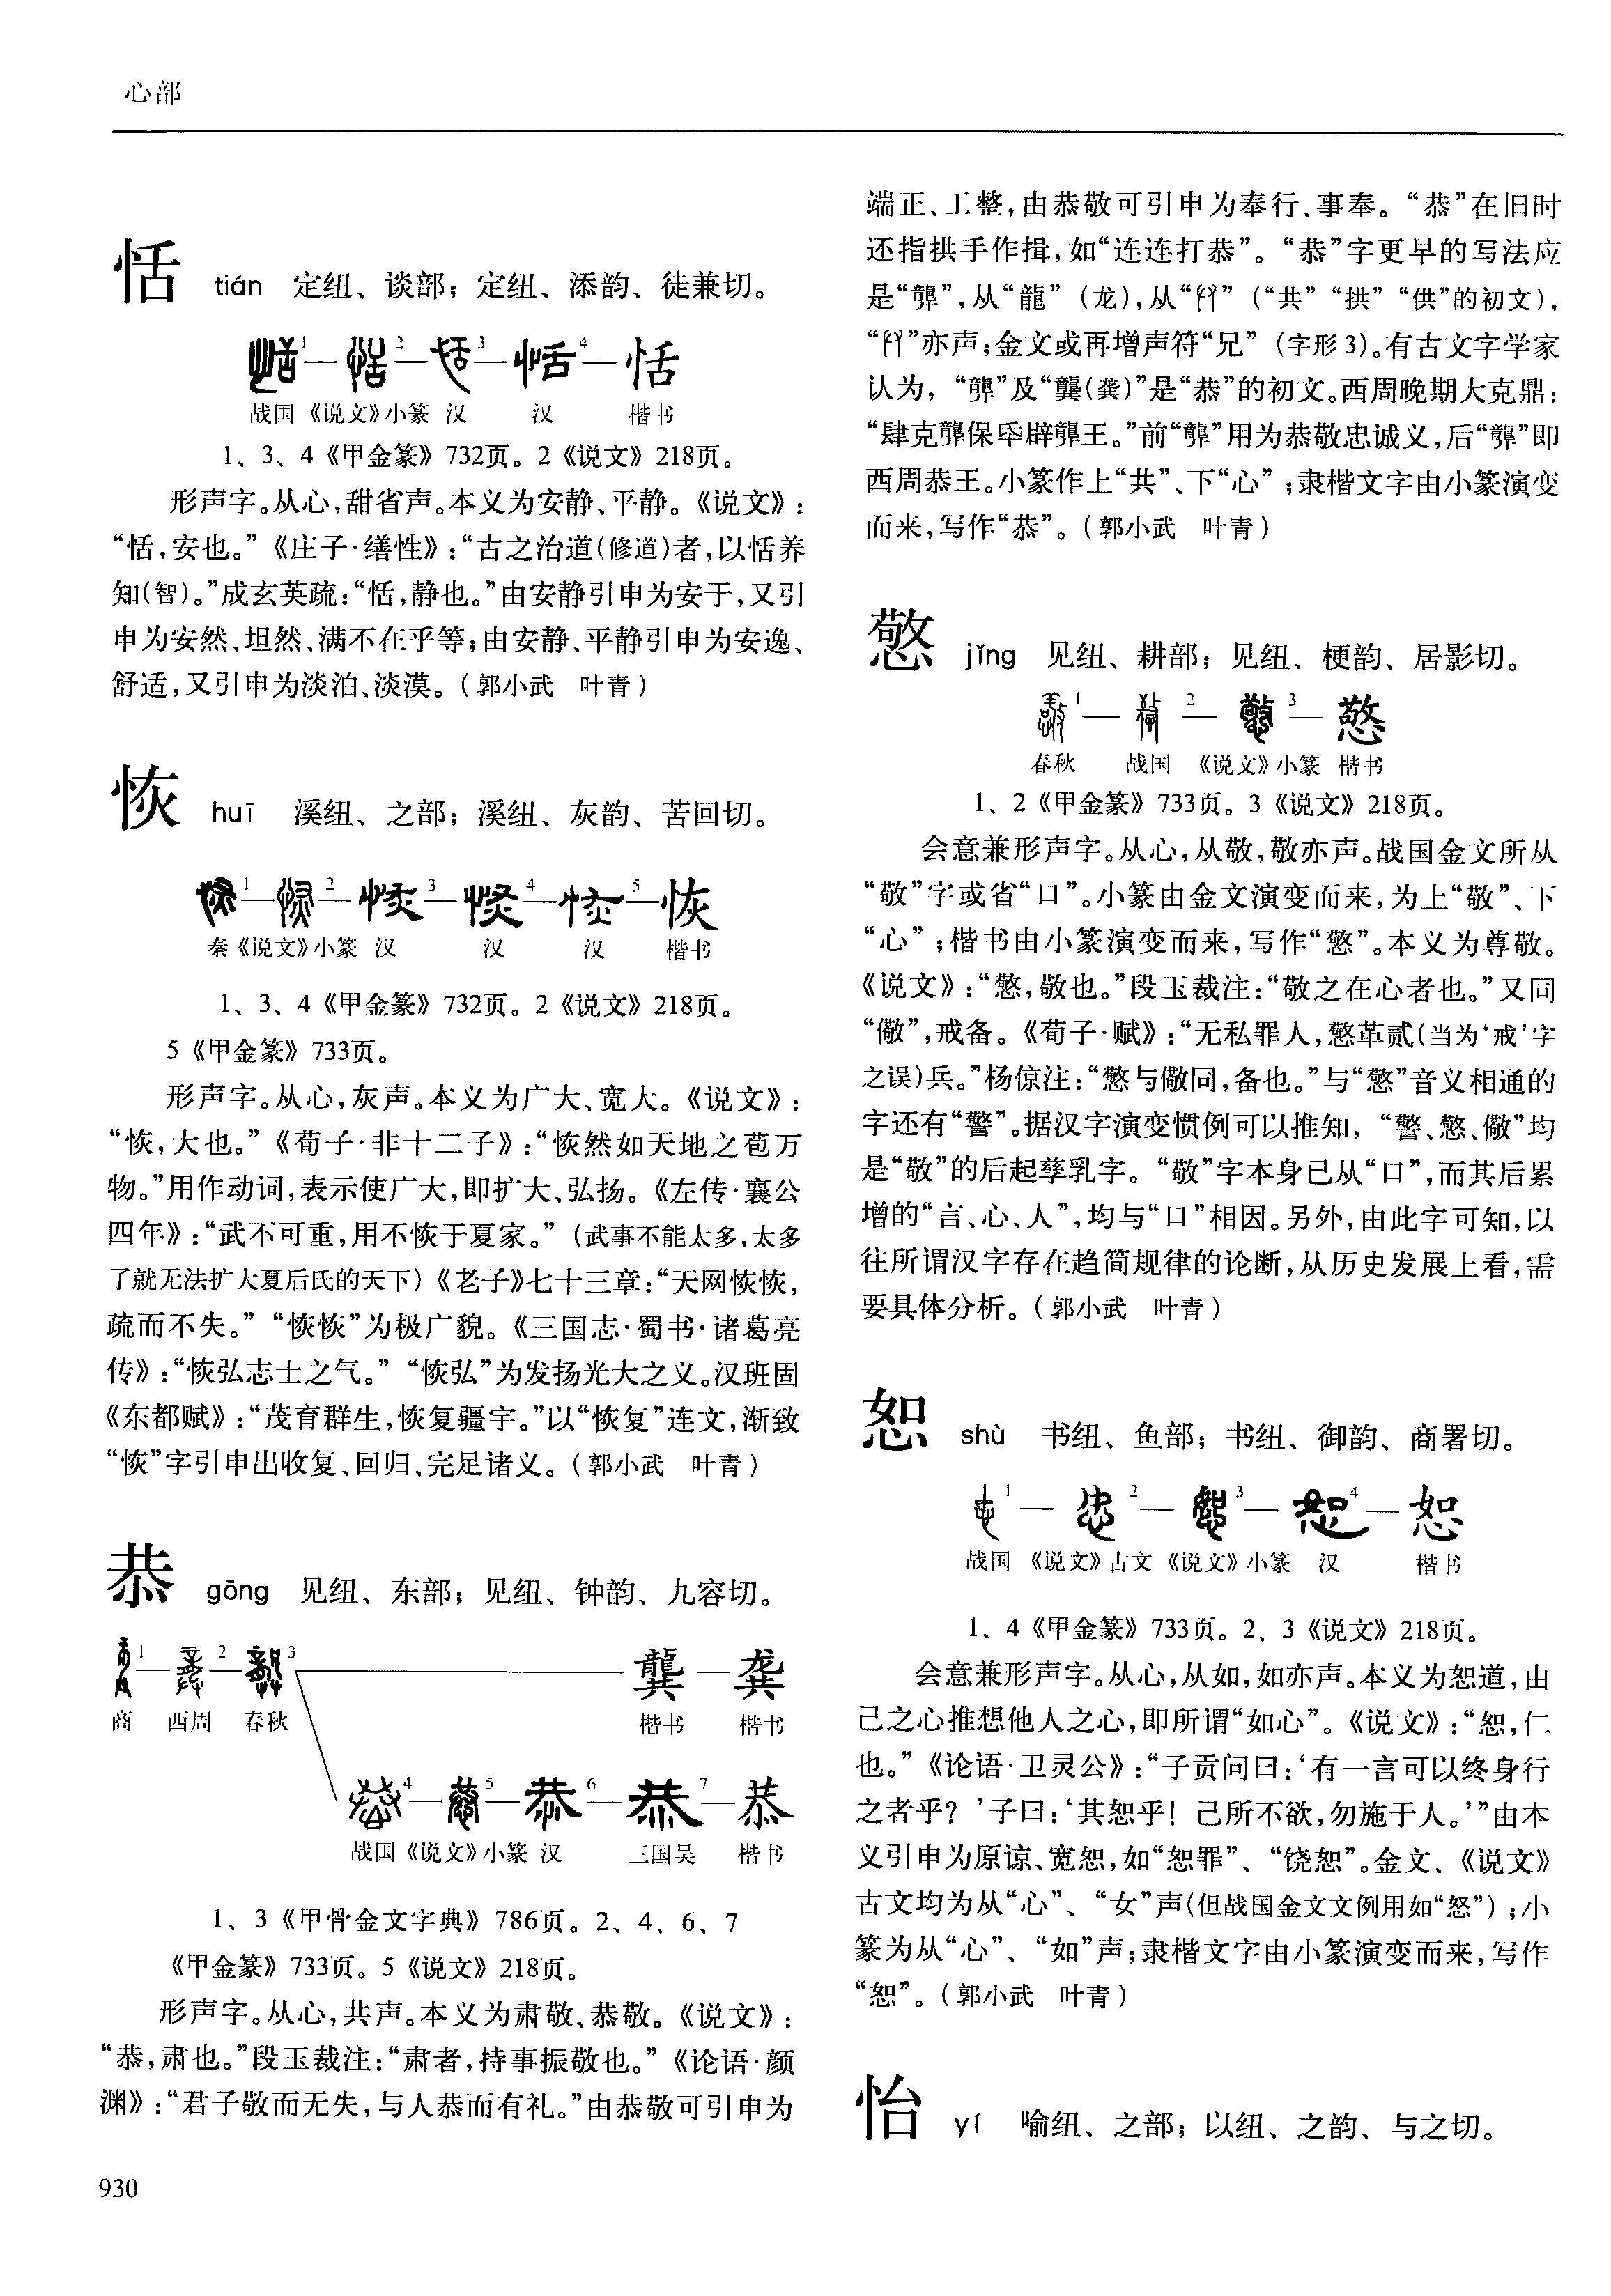 心部
恬 tián 定纽、谈部；定纽、添韵、徒兼切。
1— 2— 3— 4— 恬
战国 《说文》小篆 汉 汉 楷书
1、3、4《甲金篆》732页。2《说文》218页。
形声字。从心，甜省声。本义为安静、平静。《说文》：
“恬，安也。”《庄子·缮性》：“古之治道(修道)者，以恬养
知(智)。”成玄英疏：“恬，静也。”由安静引申为安于，又引
申为安然、坦然、满不在乎等；由安静、平静引申为安逸、
舒适，又引申为淡泊、淡漠。（郭小武 叶青）
恢 huī 溪纽、之部；溪纽、灰韵、苦回切。
1— 2— 3— 4— 5— 恢
秦 《说文》小篆 汉 汉 汉 楷书
1、3、4《甲金篆》732页。2《说文》218页。
5《甲金篆》733页。
形声字。从心，灰声。本义为广大、宽大。《说文》：
“恢，大也。”《荀子·非十二子》：“恢然如天地之苞万
物。”用作动词，表示使广大，即扩大、弘扬。《左传·襄公
四年》：“武不可重，用不恢于夏家。”（武事不能太多，太多
了就无法扩大夏后氏的天下）《老子》七十三章：“天网恢恢，
疏而不失。”“恢恢”为极广貌。《三国志·蜀书·诸葛亮
传》：“恢弘志士之气。”“恢弘”为发扬光大之义。汉班固
《东都赋》：“茂育群生，恢复疆宇。”以“恢复”连文，渐致
“恢”字引申出收复、回归、完足诸义。（郭小武 叶青）
恭 gōng 见纽、东部；见纽、钟韵、九容切。
1— 2— 3 龔—龚
商 西周 春秋 楷书 楷书
4— 5— 6— 7— 恭
战国 《说文》小篆 汉 三国吴 楷书
1、3《甲骨金文字典》786页。2、4、6、7
《甲金篆》733页。5《说文》218页。
形声字。从心，共声。本义为肃敬、恭敬。《说文》：
“恭，肃也。”段玉裁注：“肃者，持事振敬也。”《论语·颜
渊》：“君子敬而无失，与人恭而有礼。”由恭敬可引申为
端正、工整，由恭敬可引申为奉行、事奉。“恭”在旧时
还指拱手作揖，如“连连打恭”。“恭”字更早的写法应
是“龏”，从“龍”（龙），从“廾”（“共”“拱”“供”的初文），
“廾”亦声；金文或再增声符“兄”（字形3）。有古文字学家
认为，“龏”及“龔(龚)”是“恭”的初文。西周晚期大克鼎：
“肆克龏保氒辟龏王。”前“龏”用为恭敬忠诚义，后“龏”即
西周恭王。小篆作上“共”、下“心”；隶楷文字由小篆演变
而来，写作“恭”。（郭小武 叶青）
憼 jǐng 见纽、耕部；见纽、梗韵、居影切。
1— 2— 3— 憼
春秋 战国 《说文》小篆 楷书
1、2《甲金篆》733页。3《说文》218页。
会意兼形声字。从心，从敬，敬亦声。战国金文所从
“敬”字或省“口”。小篆由金文演变而来，为上“敬”、下
“心”；楷书由小篆演变而来，写作“憼”。本义为尊敬。
《说文》：“憼，敬也。”段玉裁注：“敬之在心者也。”又同
“儆”，戒备。《荀子·赋》：“无私罪人，憼革贰(当为‘戒’字
之误)兵。”杨倞注：“憼与儆同，备也。”与“憼”音义相通的
字还有“警”。据汉字演变惯例可以推知，“警、憼、儆”均
是“敬”的后起孳乳字。“敬”字本身已从“口”，而其后累
增的“言、心、人”，均与“口”相因。另外，由此字可知，以
往所谓汉字存在趋简规律的论断，从历史发展上看，需
要具体分析。（郭小武 叶青）
恕 shù 书纽、鱼部；书纽、御韵、商署切。
1— 2— 3— 4— 恕
战国 《说文》古文 《说文》小篆 汉 楷书
1、4《甲金篆》733页。2、3《说文》218页。
会意兼形声字。从心，从如，如亦声。本义为恕道，由
己之心推想他人之心，即所谓“如心”。《说文》：“恕，仁
也。”《论语·卫灵公》：“子贡问曰：‘有一言可以终身行
之者乎？’子曰：‘其恕乎！己所不欲，勿施于人。’”由本
义引申为原谅、宽恕，如“恕罪”、“饶恕”。金文、《说文》
古文均为从“心”、“女”声(但战国金文文例用如“怒”)；小
篆为从“心”、“如”声；隶楷文字由小篆演变而来，写作
“恕”。（郭小武 叶青）
怡 yí 喻纽、之部；以纽、之韵、与之切。
930